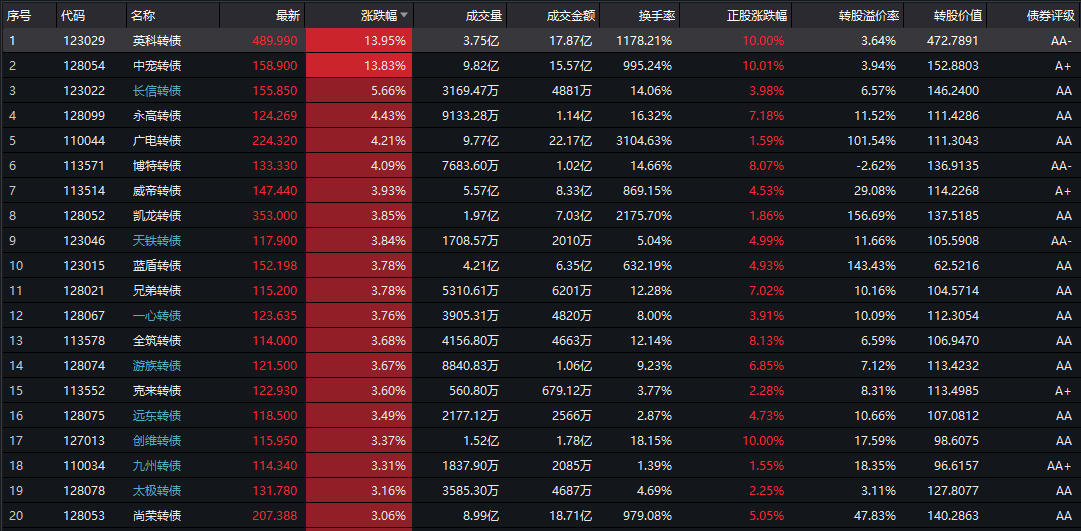 序号 代码 名称 最新 涨跌幅 成交量 成交金额 换手率 正股涨跌幅 转股溢价率 转股价值 债券评级
1 123029 英科转债 489.990 13.95% 3.75亿 17.87亿 1178.21% 10.00% 3.64% 472.7891 AA-
2 128054 中宠转债 158.900 13.83% 9.82亿 15.57亿 995.24% 10.01% 3.94% 152.8803 A+
3 123022 长信转债 155.850 5.66% 3169.47万 4881万 14.06% 3.98% 6.57% 146.2400 AA
4 128099 永高转债 124.269 4.43% 9133.28万 1.14亿 16.32% 7.18% 11.52% 111.4286 AA
5 110044 广电转债 224.320 4.21% 9.77亿 22.17亿 3104.63% 1.59% 101.54% 111.3043 AA
6 113571 博特转债 133.330 4.09% 7683.60万 1.02亿 14.66% 8.07% -2.62% 136.9135 AA-
7 113514 威帝转债 147.440 3.93% 5.57亿 8.33亿 869.15% 4.53% 29.08% 114.2268 A+
8 128052 凯龙转债 353.000 3.85% 1.97亿 7.03亿 2175.70% 1.86% 156.69% 137.5185 AA
9 123046 天铁转债 117.900 3.84% 1708.57万 2010万 5.04% 4.99% 11.66% 105.5908 AA-
10 123015 蓝盾转债 152.198 3.78% 4.21亿 6.35亿 632.19% 4.93% 143.43% 62.5216 AA
11 128021 兄弟转债 115.200 3.78% 5310.61万 6201万 12.28% 7.02% 10.16% 104.5714 AA
12 128067 一心转债 123.635 3.76% 3905.31万 4820万 8.00% 3.91% 10.09% 112.3054 AA
13 113578 全筑转债 114.000 3.68% 4156.80万 4663万 12.14% 8.13% 6.59% 106.9470 AA
14 128074 游族转债 121.500 3.67% 8840.83万 1.06亿 9.23% 6.85% 7.12% 113.4232 AA
15 113552 克来转债 122.930 3.60% 560.80万 679.12万 3.77% 2.28% 8.31% 113.4985 A+
16 128075 远东转债 118.500 3.49% 2177.12万 2566万 2.87% 4.73% 10.66% 107.0812 AA
17 127013 创维转债 115.950 3.37% 1.52亿 1.78亿 18.15% 10.00% 17.59% 98.6075 AA
18 110034 九州转债 114.340 3.31% 1837.90万 2085万 1.39% 1.55% 18.35% 96.6157 AA+
19 128078 太极转债 131.780 3.16% 3585.30万 4687万 4.69% 2.25% 3.11% 127.8077 AA
20 128053 尚荣转债 207.388 3.06% 8.99亿 18.71亿 979.08% 5.05% 47.83% 140.2863 AA